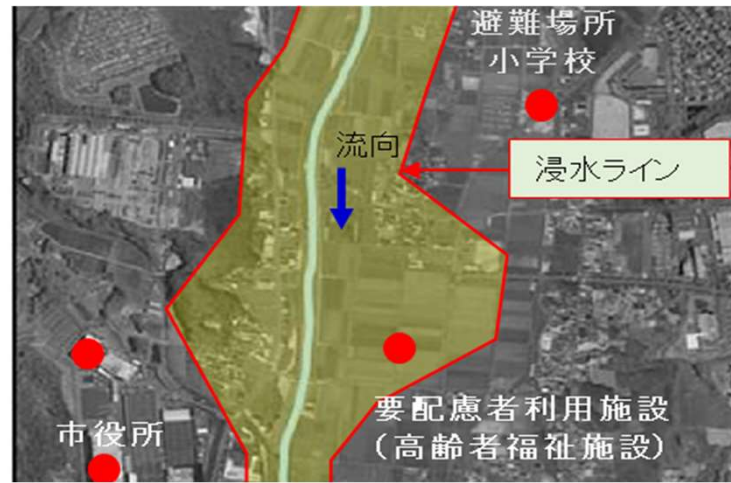 避難場所
小学校
流向
浸水ライン
要配慮者利用施設
（高齢者福祉施設）
市役所